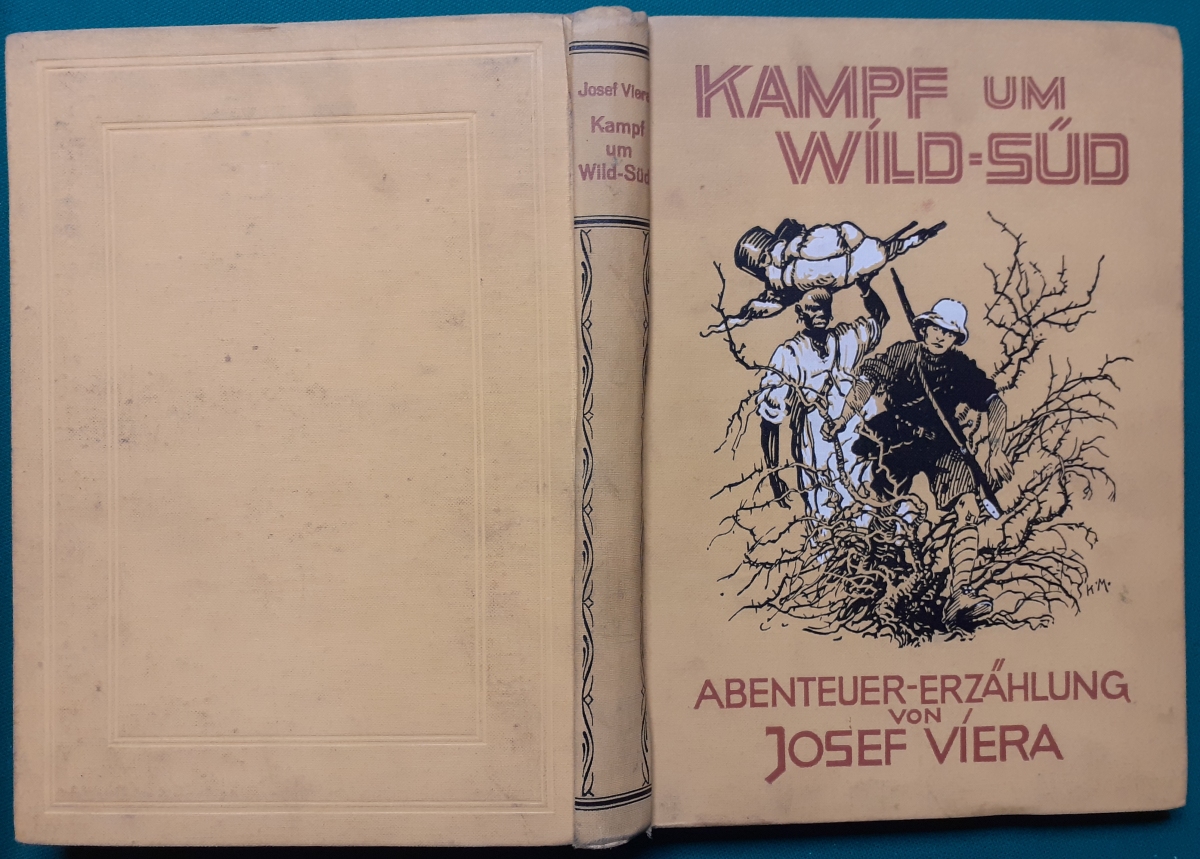 Josef Viera
Kampf
um
Wild-Süd
KAMPF UM
WILD=SÜD
H.M.
ABENTEUER-ERZÄHLUNG
VON
JOSEF VIERA